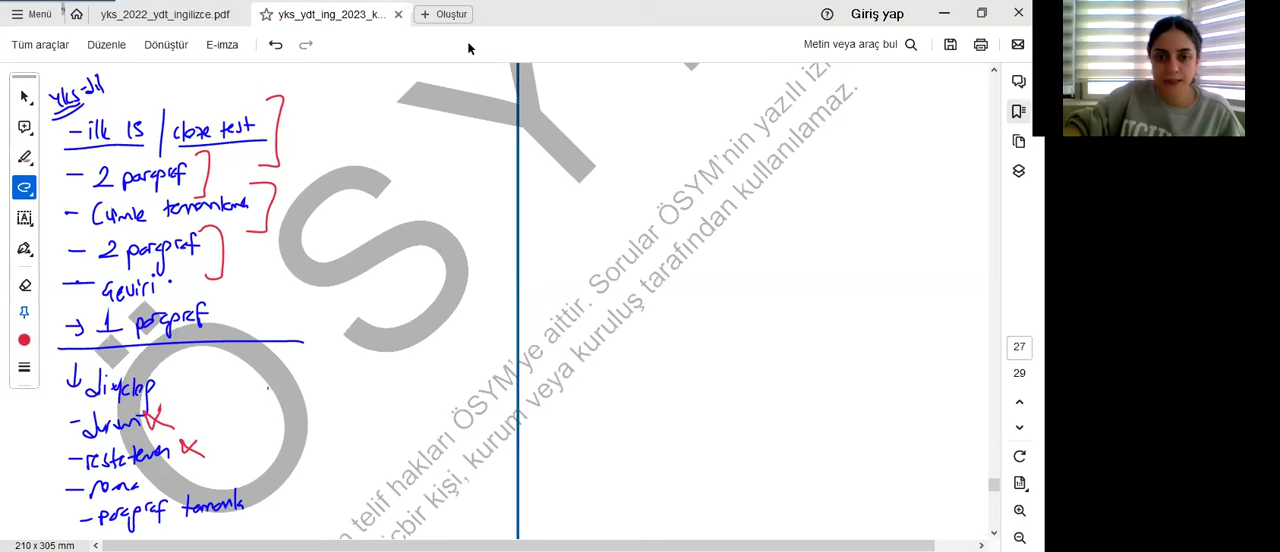 Menü
yks_2022_ydt_ingilizce.pdf
yks_ydt_ing_2023_k...
Oluştur
Giriş yap
Tüm araçlar
Düzenle
Dönüştür
E-imza
Metin veya araç bul
yks-dil
- ilk 15 / cloze test
- 2 paragraf
- Cümle tamamlama
- 2 paragraf
- Çeviri
→ 1 paragraf
↓ diyalog
- durum
- restatement
- paragraf tamamla
ÖSY
telif hakları ÖSYM'ye aittir. Sorular ÖSYM'nin yazılı izni
hiçbir kişi, kurum veya kuruluş tarafından kullanılamaz.
27
29
210 x 305 mm